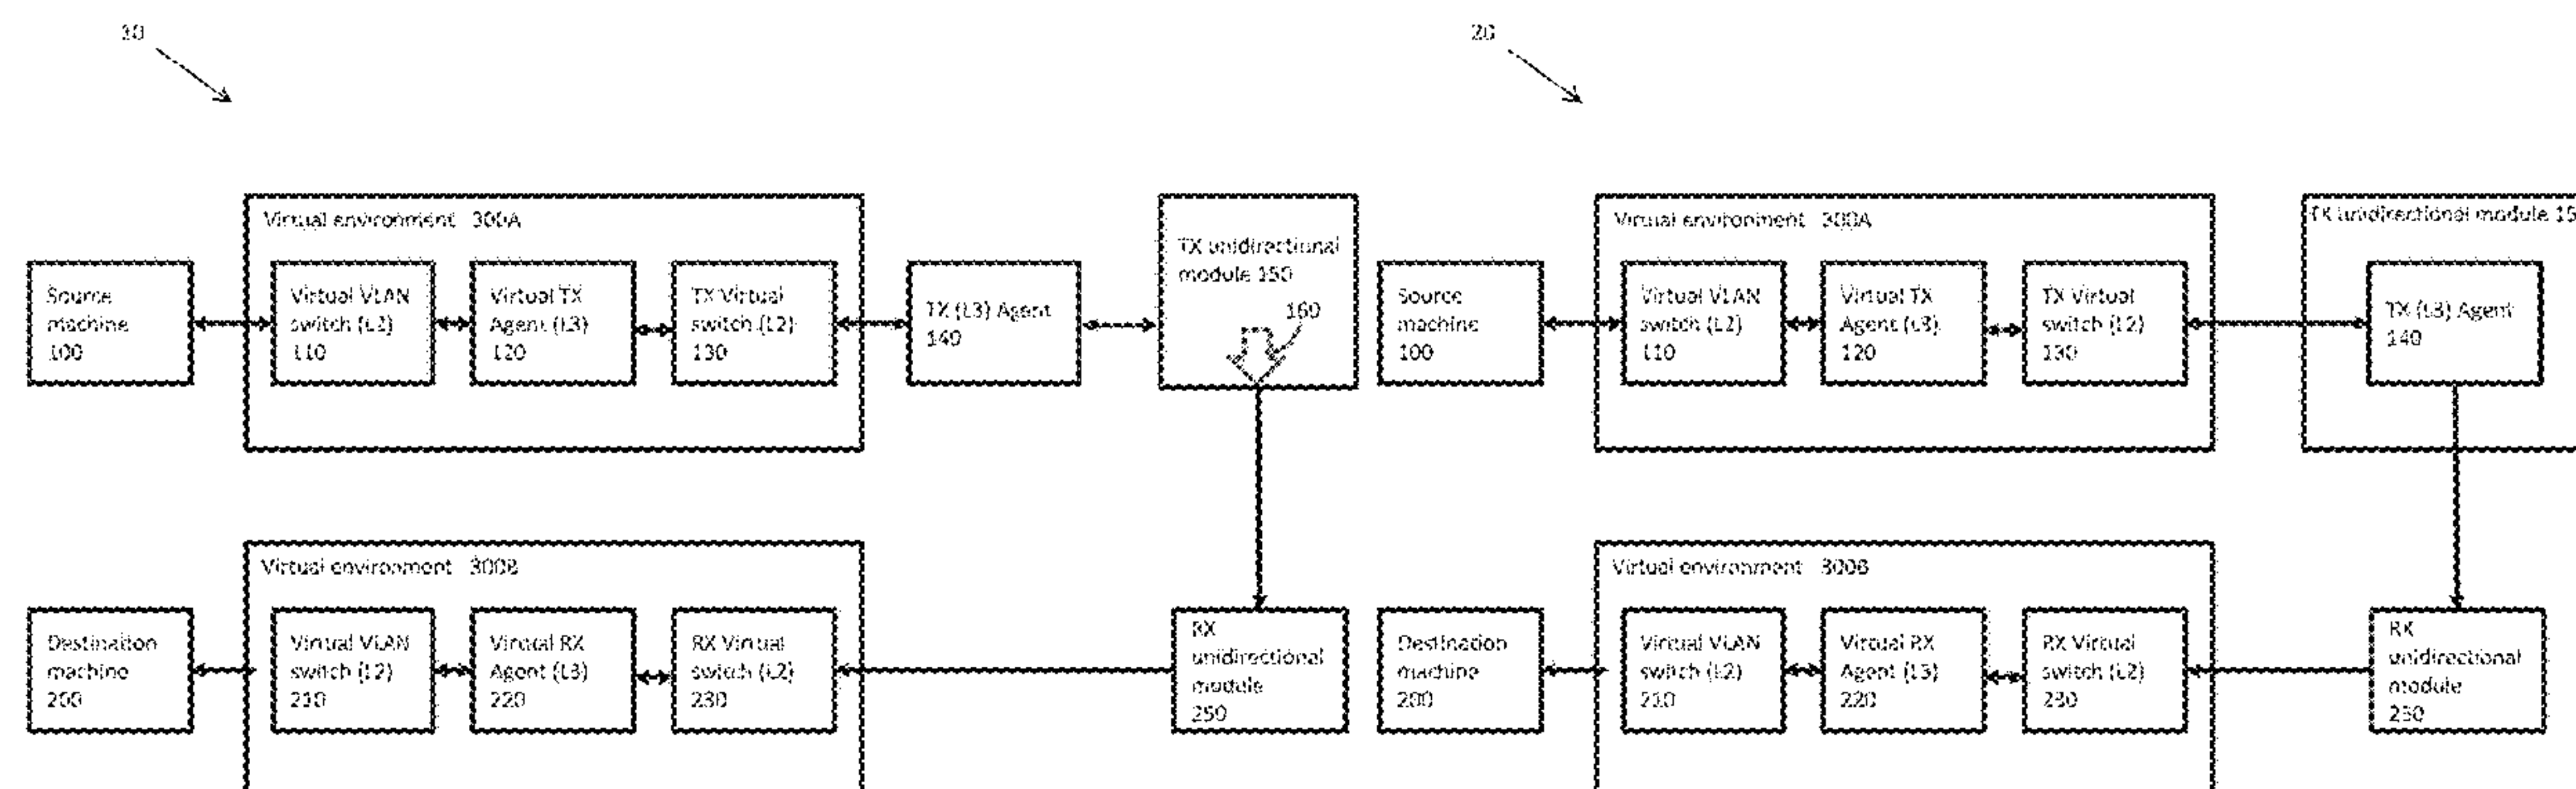 10
Virtual environment 300A
Source
machine
100
Virtual VLAN
switch (L2)
110
Virtual TX
Agent (L3)
120
TX Virtual
switch (L2)
130
TX (L3) Agent
140
TX unidirectional
module 150
160
Virtual environment 300B
Destination
machine
200
Virtual VLAN
switch (L2)
210
Virtual RX
Agent (L3)
220
RX Virtual
switch (L2)
230
RX
unidirectional
module
250
20
Virtual environment 300A
Source
machine
100
Virtual VLAN
switch (L2)
110
Virtual TX
Agent (L3)
120
TX Virtual
switch (L2)
130
TX unidirectional module 15
TX (L3) Agent
140
Virtual environment 300B
Destination
machine
200
Virtual VLAN
switch (L2)
210
Virtual RX
Agent (L3)
220
RX Virtual
switch (L2)
230
RX
unidirectional
module
250